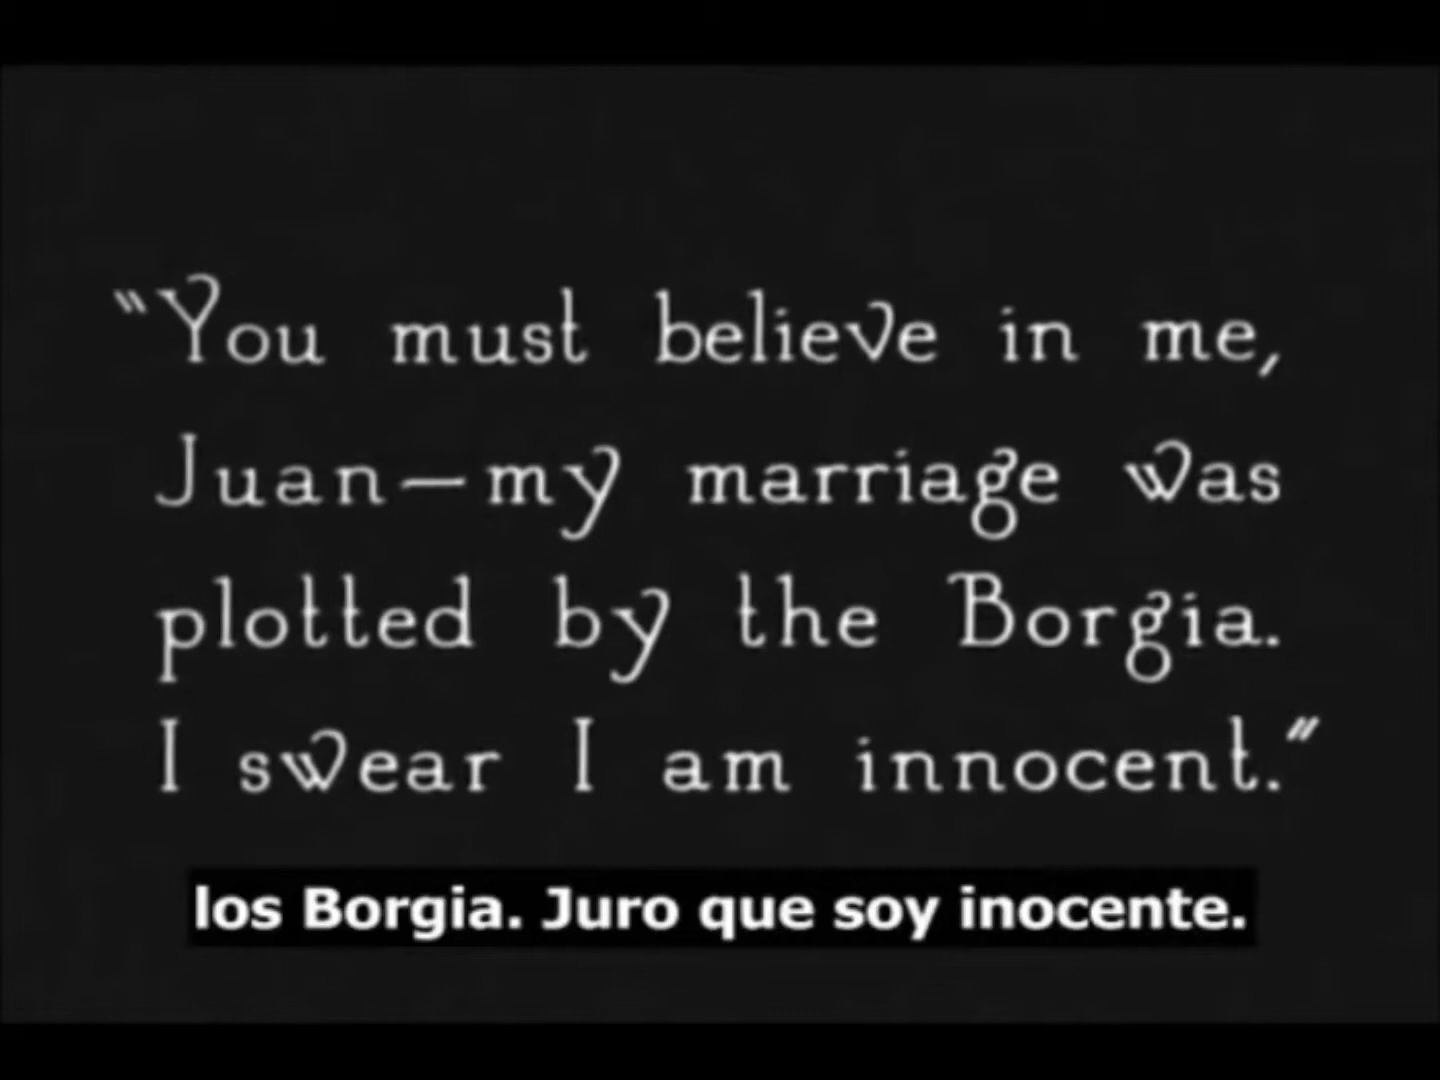 "You must believe in me,
Juan—my marriage was
plotted by the Borgia.
I swear I am innocent."
los Borgia. Juro que soy inocente.